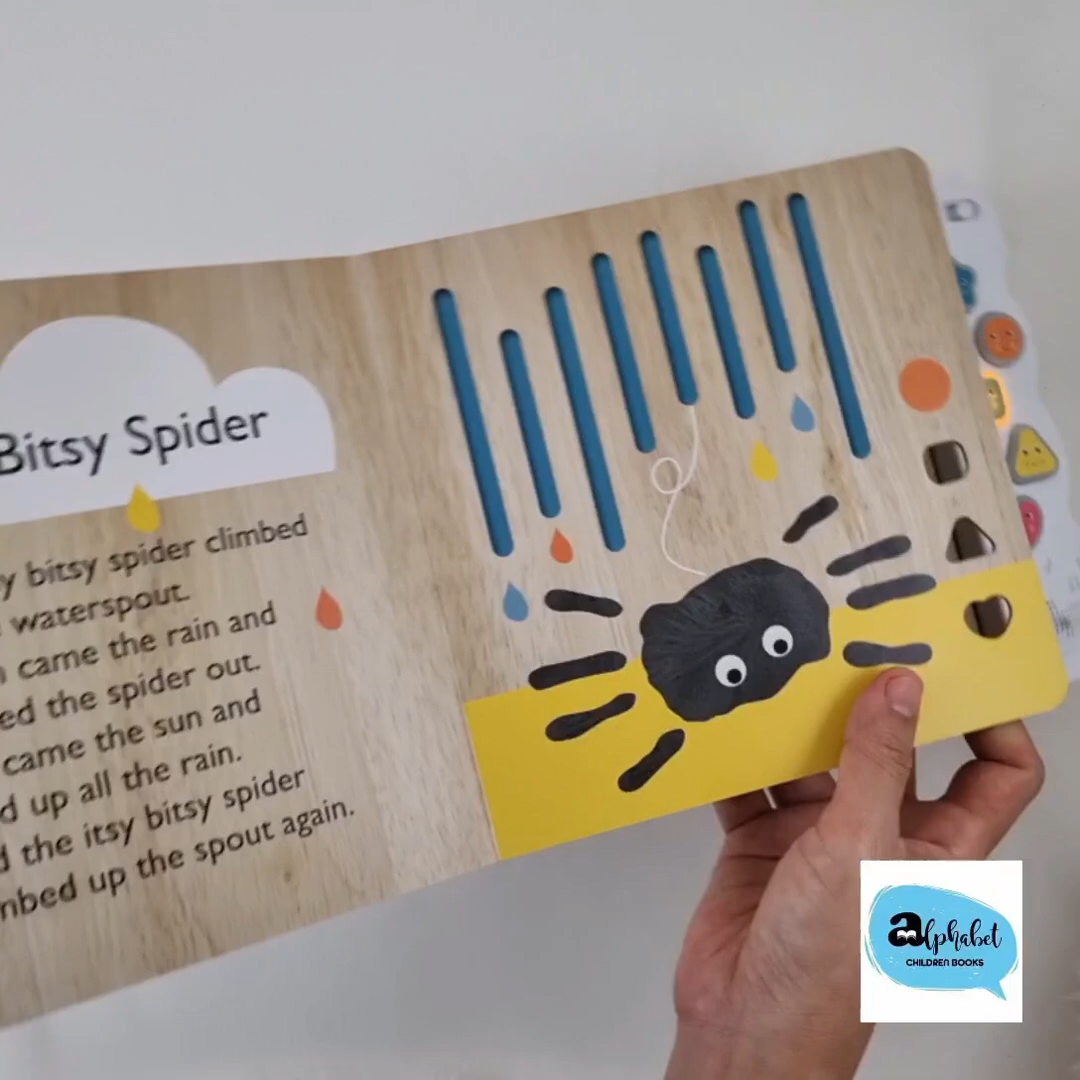 Bitsy Spider
y bitsy spider climbed
waterspout.
came the rain and
ed the spider out.
came the sun and
d up all the rain.
d the itsy bitsy spider
mbed up the spout again.
alphabet
CHILDREN BOOKS